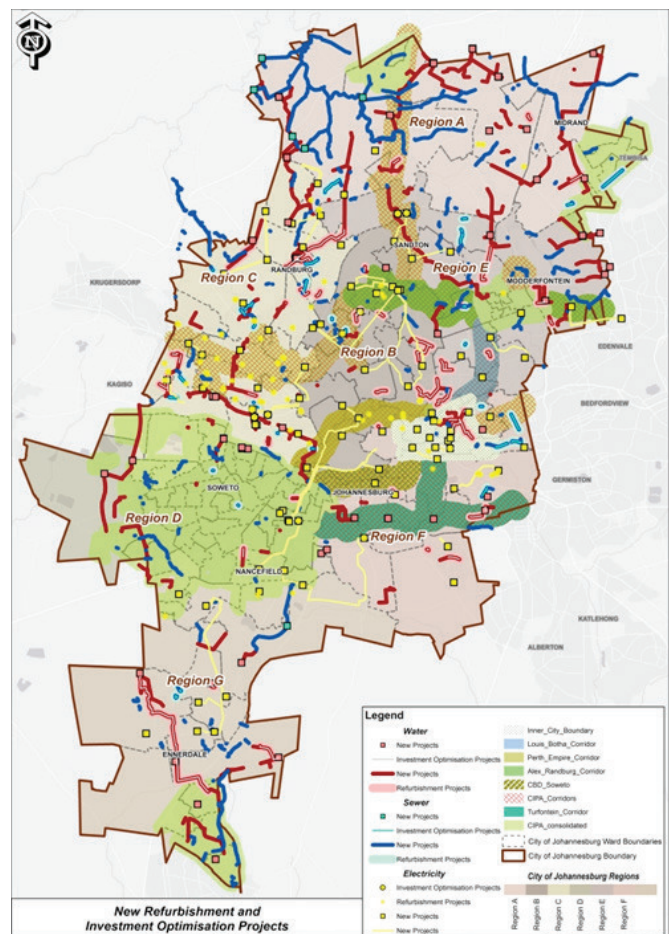 N
Region A
MIDRAND
TEMBISA
SANDTON
Region E
KRUGERSDORP
Region C
RANDBURG
MODDERFONTEIN
Region B
EDENVALE
KAGISO
BEDFORDVIEW
SOWETO
GERMISTON
JOHANNESBURG
Region D
Region F
NANCEFIELD
KATLEHONG
ALBERTON
Region G
ENNERDALE
Legend
Water
New Projects
Investment Optimisation Projects
New Projects
Refurbishment Projects
Sewer
New Projects
Investment Optimisation Projects
New Projects
Refurbishment Projects
Electricity
Investment Optimisation Projects
Refurbishment Projects
New Projects
New Projects
Inner_City_Boundary
Louis_Botha_Corridor
Perth_Empire_Corridor
Alex_Randburg_Corridor
CBD_Soweto
CIPA_Corridors
Turfontein_Corridor
CIPA_consolidated
City of Johannesburg Ward Boundaries
City of Johannesburg Boundary
City of Johannesburg Regions
Region A
Region B
Region C
Region D
Region E
Region F
New Refurbishment and
Investment Optimisation Projects